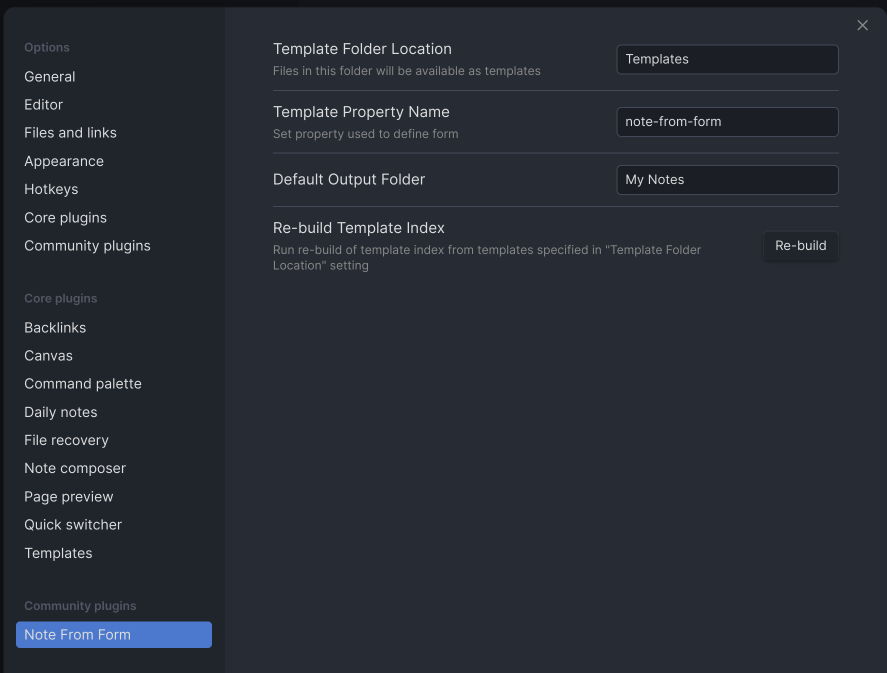 Options
General
Editor
Files and links
Appearance
Hotkeys
Core plugins
Community plugins
Core plugins
Backlinks
Canvas
Command palette
Daily notes
File recovery
Note composer
Page preview
Quick switcher
Templates
Community plugins
Note From Form
Template Folder Location
Files in this folder will be available as templates
Templates
Template Property Name
Set property used to define form
note-from-form
Default Output Folder
My Notes
Re-build Template Index
Run re-build of template index from templates specified in "Template Folder
Location" setting
Re-build